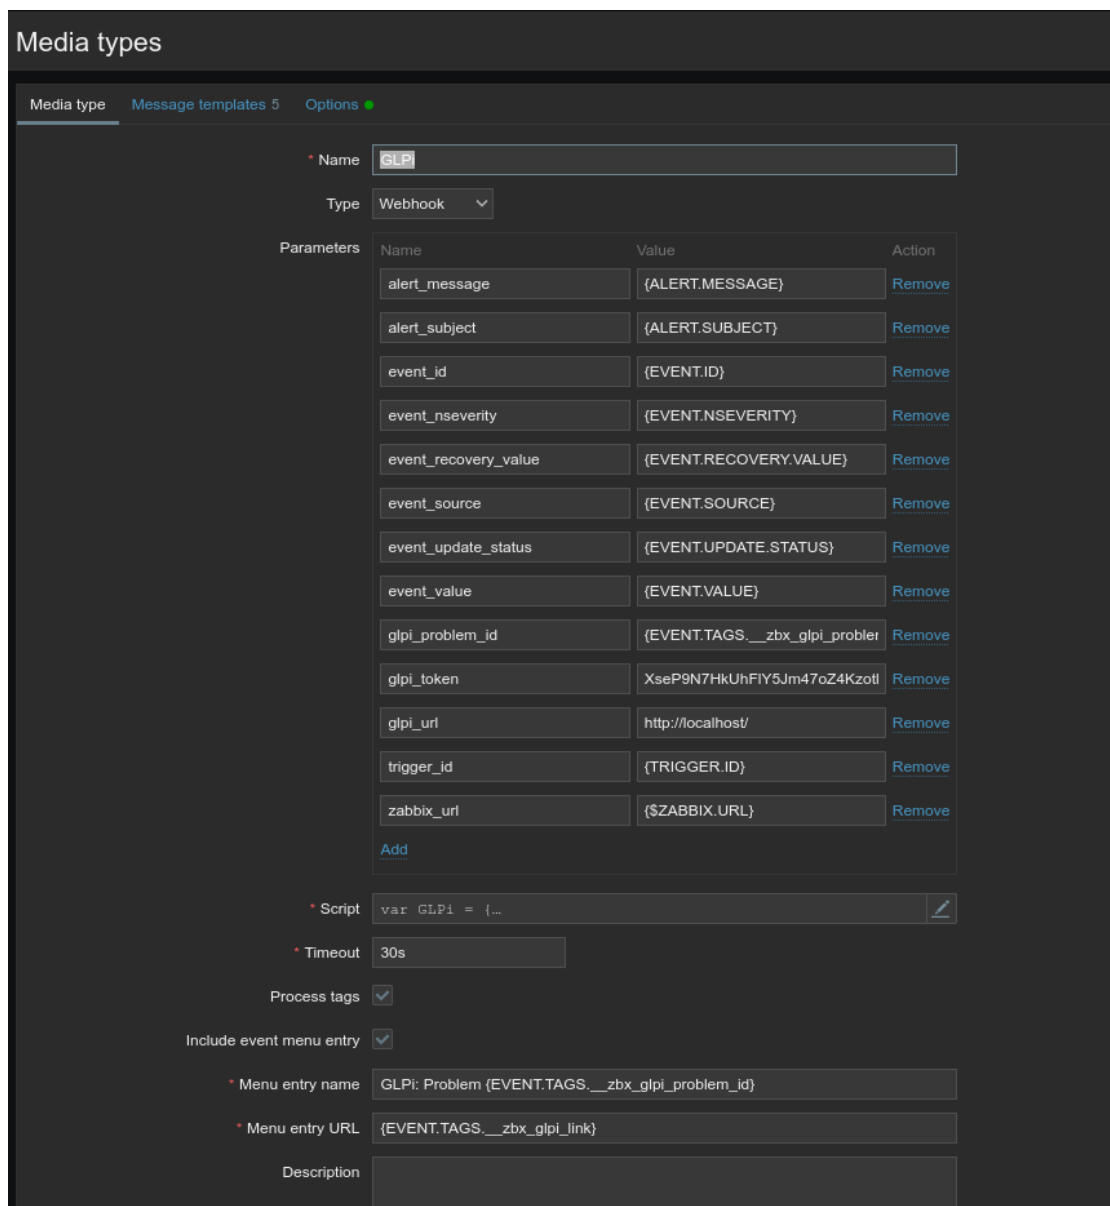 Media types
Media type Message templates 5 Options
* Name GLPi
Type Webhook
Parameters Name Value Action
alert_message {ALERT.MESSAGE} Remove
alert_subject {ALERT.SUBJECT} Remove
event_id {EVENT.ID} Remove
event_nseverity {EVENT.NSEVERITY} Remove
event_recovery_value {EVENT.RECOVERY.VALUE} Remove
event_source {EVENT.SOURCE} Remove
event_update_status {EVENT.UPDATE.STATUS} Remove
event_value {EVENT.VALUE} Remove
glpi_problem_id {EVENT.TAGS.__zbx_glpi_probler Remove
glpi_token Remove
glpi_url http://localhost/ Remove
trigger_id {TRIGGER.ID} Remove
zabbix_url {$ZABBIX.URL} Remove
Add
* Script var GLPi = {…
* Timeout 30s
Process tags
Include event menu entry
* Menu entry name GLPi: Problem {EVENT.TAGS.__zbx_glpi_problem_id}
* Menu entry URL {EVENT.TAGS.__zbx_glpi_link}
Description